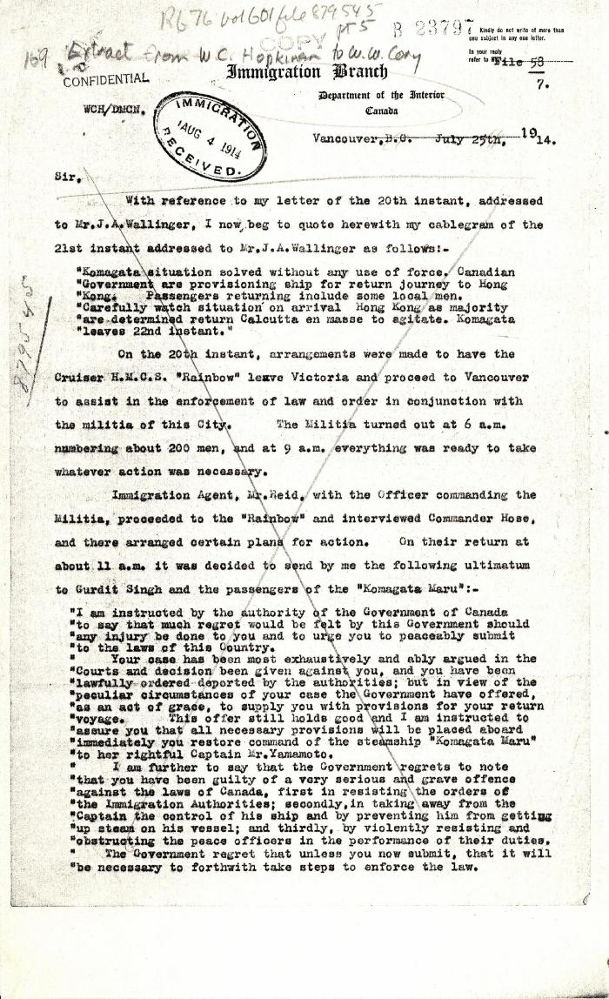 RG 76 vol 601 file 879545
pt 5
COPY
B 23797
Kindly do not write of more than
one subject in any one letter.
In your reply
refer to No. File 58
7.
169 Extract from W.C. Hopkinson to W.W. Cory
CONFIDENTIAL
Immigration Branch
WCH/DMCN.
Department of the Interior
Canada
IMMIGRATION
AUG 4 1914
RECEIVED.
Vancouver, B.C. July 25th, 1914.
Sir,
With reference to my letter of the 20th instant, addressed
to Mr.J.A.Wallinger, I now beg to quote herewith my cablegram of the
21st instant addressed to Mr.J.A.Wallinger as follows:-
"Komagata situation solved without any use of force. Canadian
"Government are provisioning ship for return journey to Hong
"Kong. Passengers returning include some local men.
"Carefully watch situation on arrival Hong Kong as majority
"are determined return Calcutta en masse to agitate. Komagata
"leaves 22nd instant."
879545
On the 20th instant, arrangements were made to have the
Cruiser H.M.C.S. "Rainbow" leave Victoria and proceed to Vancouver
to assist in the enforcement of law and order in conjunction with
the militia of this City. The Militia turned out at 6 a.m.
numbering about 200 men, and at 9 a.m. everything was ready to take
whatever action was necessary.
Immigration Agent, Mr.Reid, with the Officer commanding the
Militia, proceeded to the "Rainbow" and interviewed Commander Hose,
and there arranged certain plans for action. On their return at
about 11 a.m. it was decided to send by me the following ultimatum
to Gurdit Singh and the passengers of the "Komagata Maru":-
"I am instructed by the authority of the Government of Canada
"to say that much regret would be felt by this Government should
"any injury be done to you and to urge you to peaceably submit
"to the laws of this Country.
" Your case has been most exhaustively and ably argued in the
"Courts and decision been given against you, and you have been
"lawfully ordered deported by the authorities; but in view of the
"peculiar circumstances of your case the Government have offered,
"as an act of grace, to supply you with provisions for your return
"voyage. This offer still holds good and I am instructed to
"assure you that all necessary provisions will be placed aboard
"immediately you restore command of the steamship "Komagata Maru"
"to her rightful Captain Mr.Yamamoto.
" I am further to say that the Government regrets to note
"that you have been guilty of a very serious and grave offence
"against the laws of Canada, first in resisting the orders of
"the Immigration Authorities; secondly,in taking away from the
"Captain the control of his ship and by preventing him from getting
"up steam on his vessel; and thirdly, by violently resisting and
"obstructing the peace officers in the performance of their duties.
" The Government regret that unless you now submit, that it will
"be necessary to forthwith take steps to enforce the law.